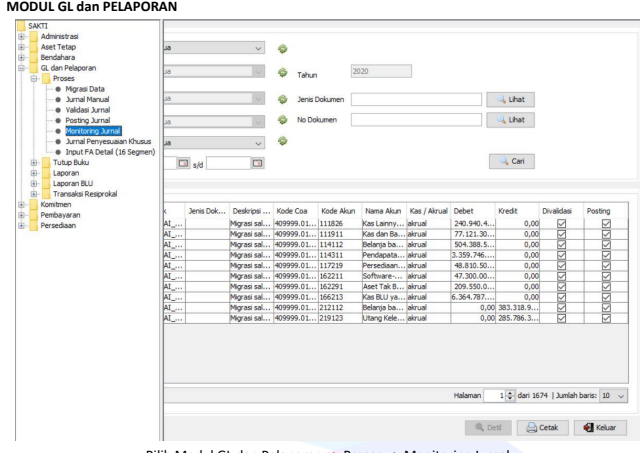 MODUL GL dan PELAPORAN
SAKTI
Administrasi
Aset Tetap
Bendahara
GL dan Pelaporan
Proses
Migrasi Data
Jurnal Manual
Validasi Jurnal
Posting Jurnal
Monitoring Jurnal
Jurnal Penyesuaian Khusus
Input FA Detail (16 Segmen)
Tutup Buku
Laporan
Laporan BLU
Transaksi Resiprokal
Komitmen
Pembayaran
Persediaan
ua
ua Tahun 2020
ua Jenis Dokumen Lihat
ua No Dokumen Lihat
ua
s/d Cari
Jenis Dok... Deskripsi ... Kode Coa Kode Akun Nama Akun Kas / Akrual Debet Kredit Divalidasi Posting
AI_... Migrasi sal... 409999.01... 111826 Kas Lainny... akrual 240.940.4... 0,00
AI_... Migrasi sal... 409999.01... 111911 Kas dan Ba... akrual 77.121.30... 0,00
AI_... Migrasi sal... 409999.01... 114112 Belanja ba... akrual 504.388.5... 0,00
AI_... Migrasi sal... 409999.01... 114311 Pendapata... akrual 3.359.746.... 0,00
AI_... Migrasi sal... 409999.01... 117219 Persediaan... akrual 48.810.50... 0,00
AI_... Migrasi sal... 409999.01... 162211 Software-... akrual 47.300.00... 0,00
AI_... Migrasi sal... 409999.01... 162291 Aset Tak B... akrual 209.550.0... 0,00
AI_... Migrasi sal... 409999.01... 166213 Kas BLU ya... akrual 6.364.787.... 0,00
AI_... Migrasi sal... 409999.01... 212112 Belanja ba... akrual 0,00 383.318.9...
AI_... Migrasi sal... 409999.01... 219123 Utang Kele... akrual 0,00 285.786.3...
Halaman 1 dari 1674 | Jumlah baris: 10
Detil Cetak Keluar